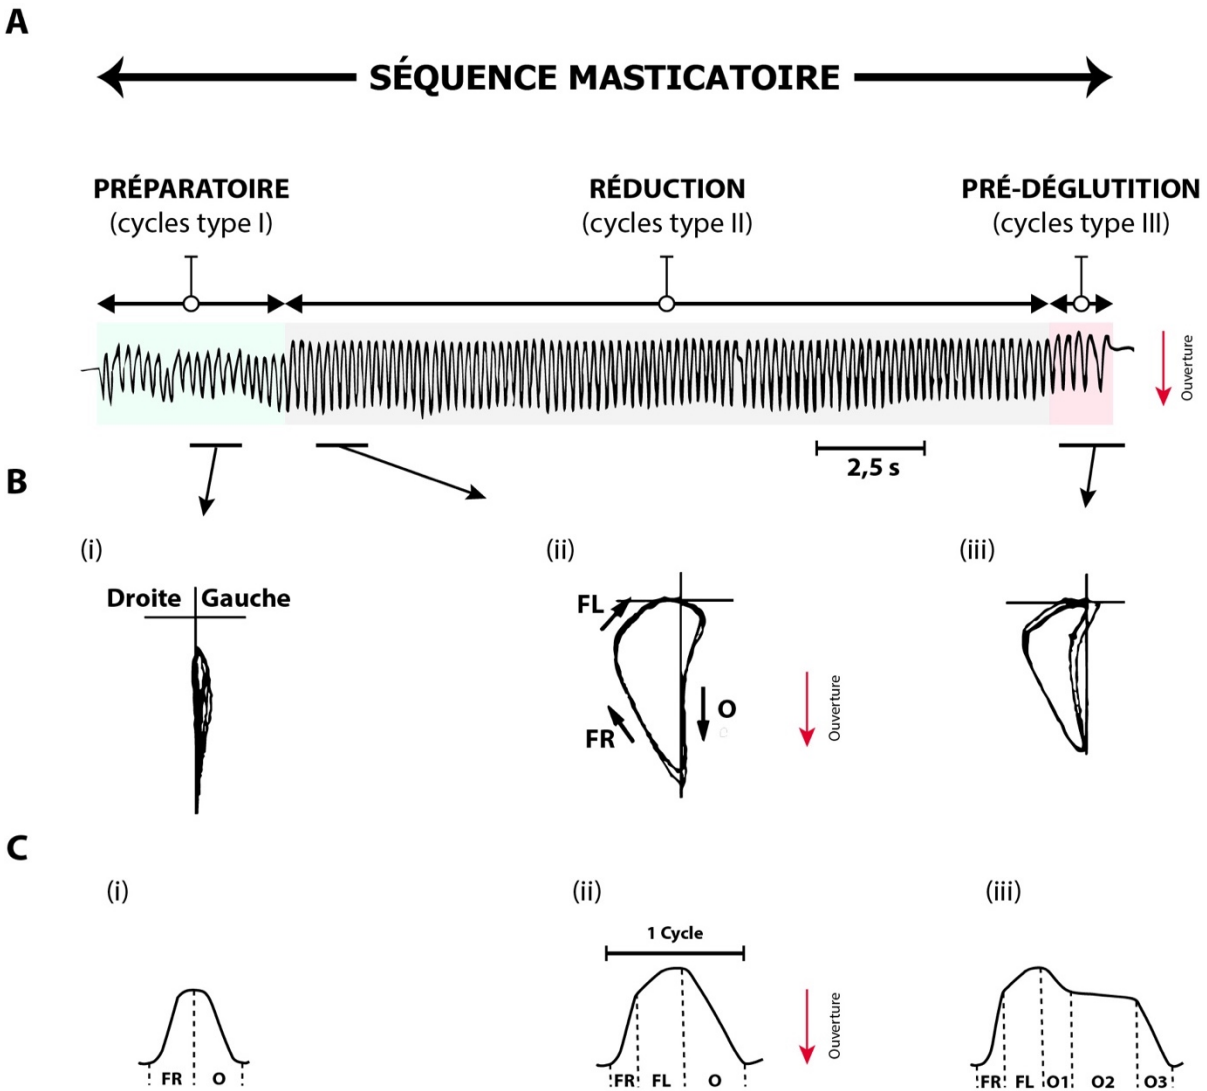 A
SÉQUENCE MASTICATOIRE
PRÉPARATOIRE
(cycles type I)
RÉDUCTION
(cycles type II)
PRÉ-DÉGLUTITION
(cycles type III)
Ouverture
2,5 s
B
(i)
(ii)
(iii)
Droite
Gauche
FL
FR
O
Ouverture
C
(i)
(ii)
(iii)
1 Cycle
Ouverture
FR O
FR FL O
FR FL O1 O2 O3